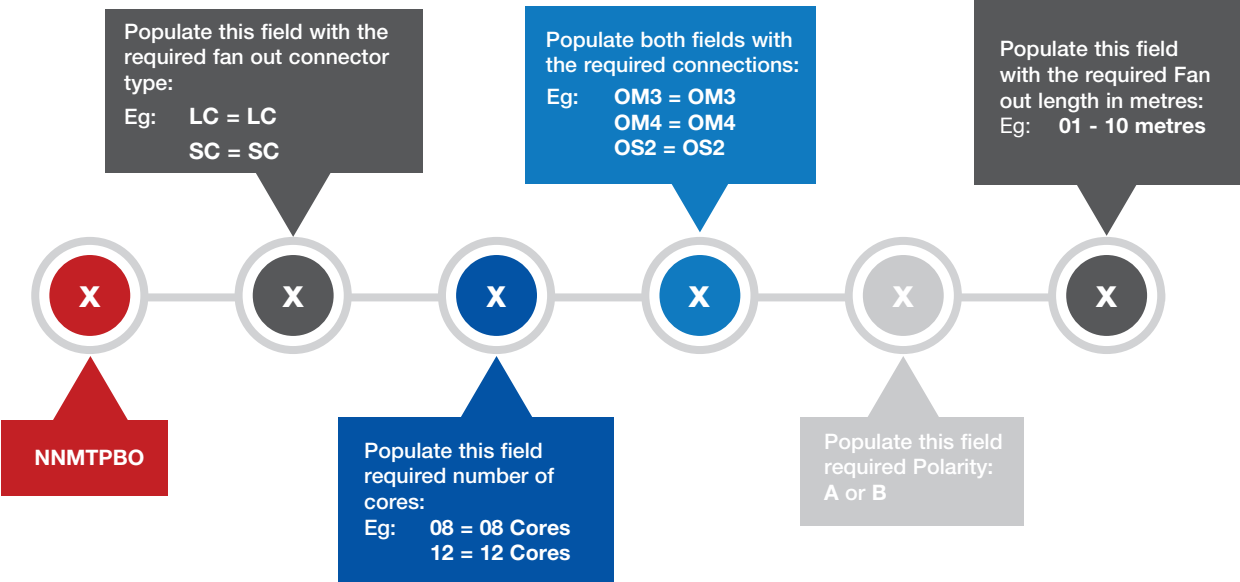 Populate this field with the
required fan out connector
type:
Eg: LC = LC
SC = SC
Populate both fields with
the required connections:
Eg: OM3 = OM3
OM4 = OM4
OS2 = OS2
Populate this field
with the required Fan
out length in metres:
Eg: 01 - 10 metres
X X X X X X
NNMTPBO
Populate this field
required number of
cores:
Eg: 08 = 08 Cores
12 = 12 Cores
Populate this field
required Polarity:
A or B